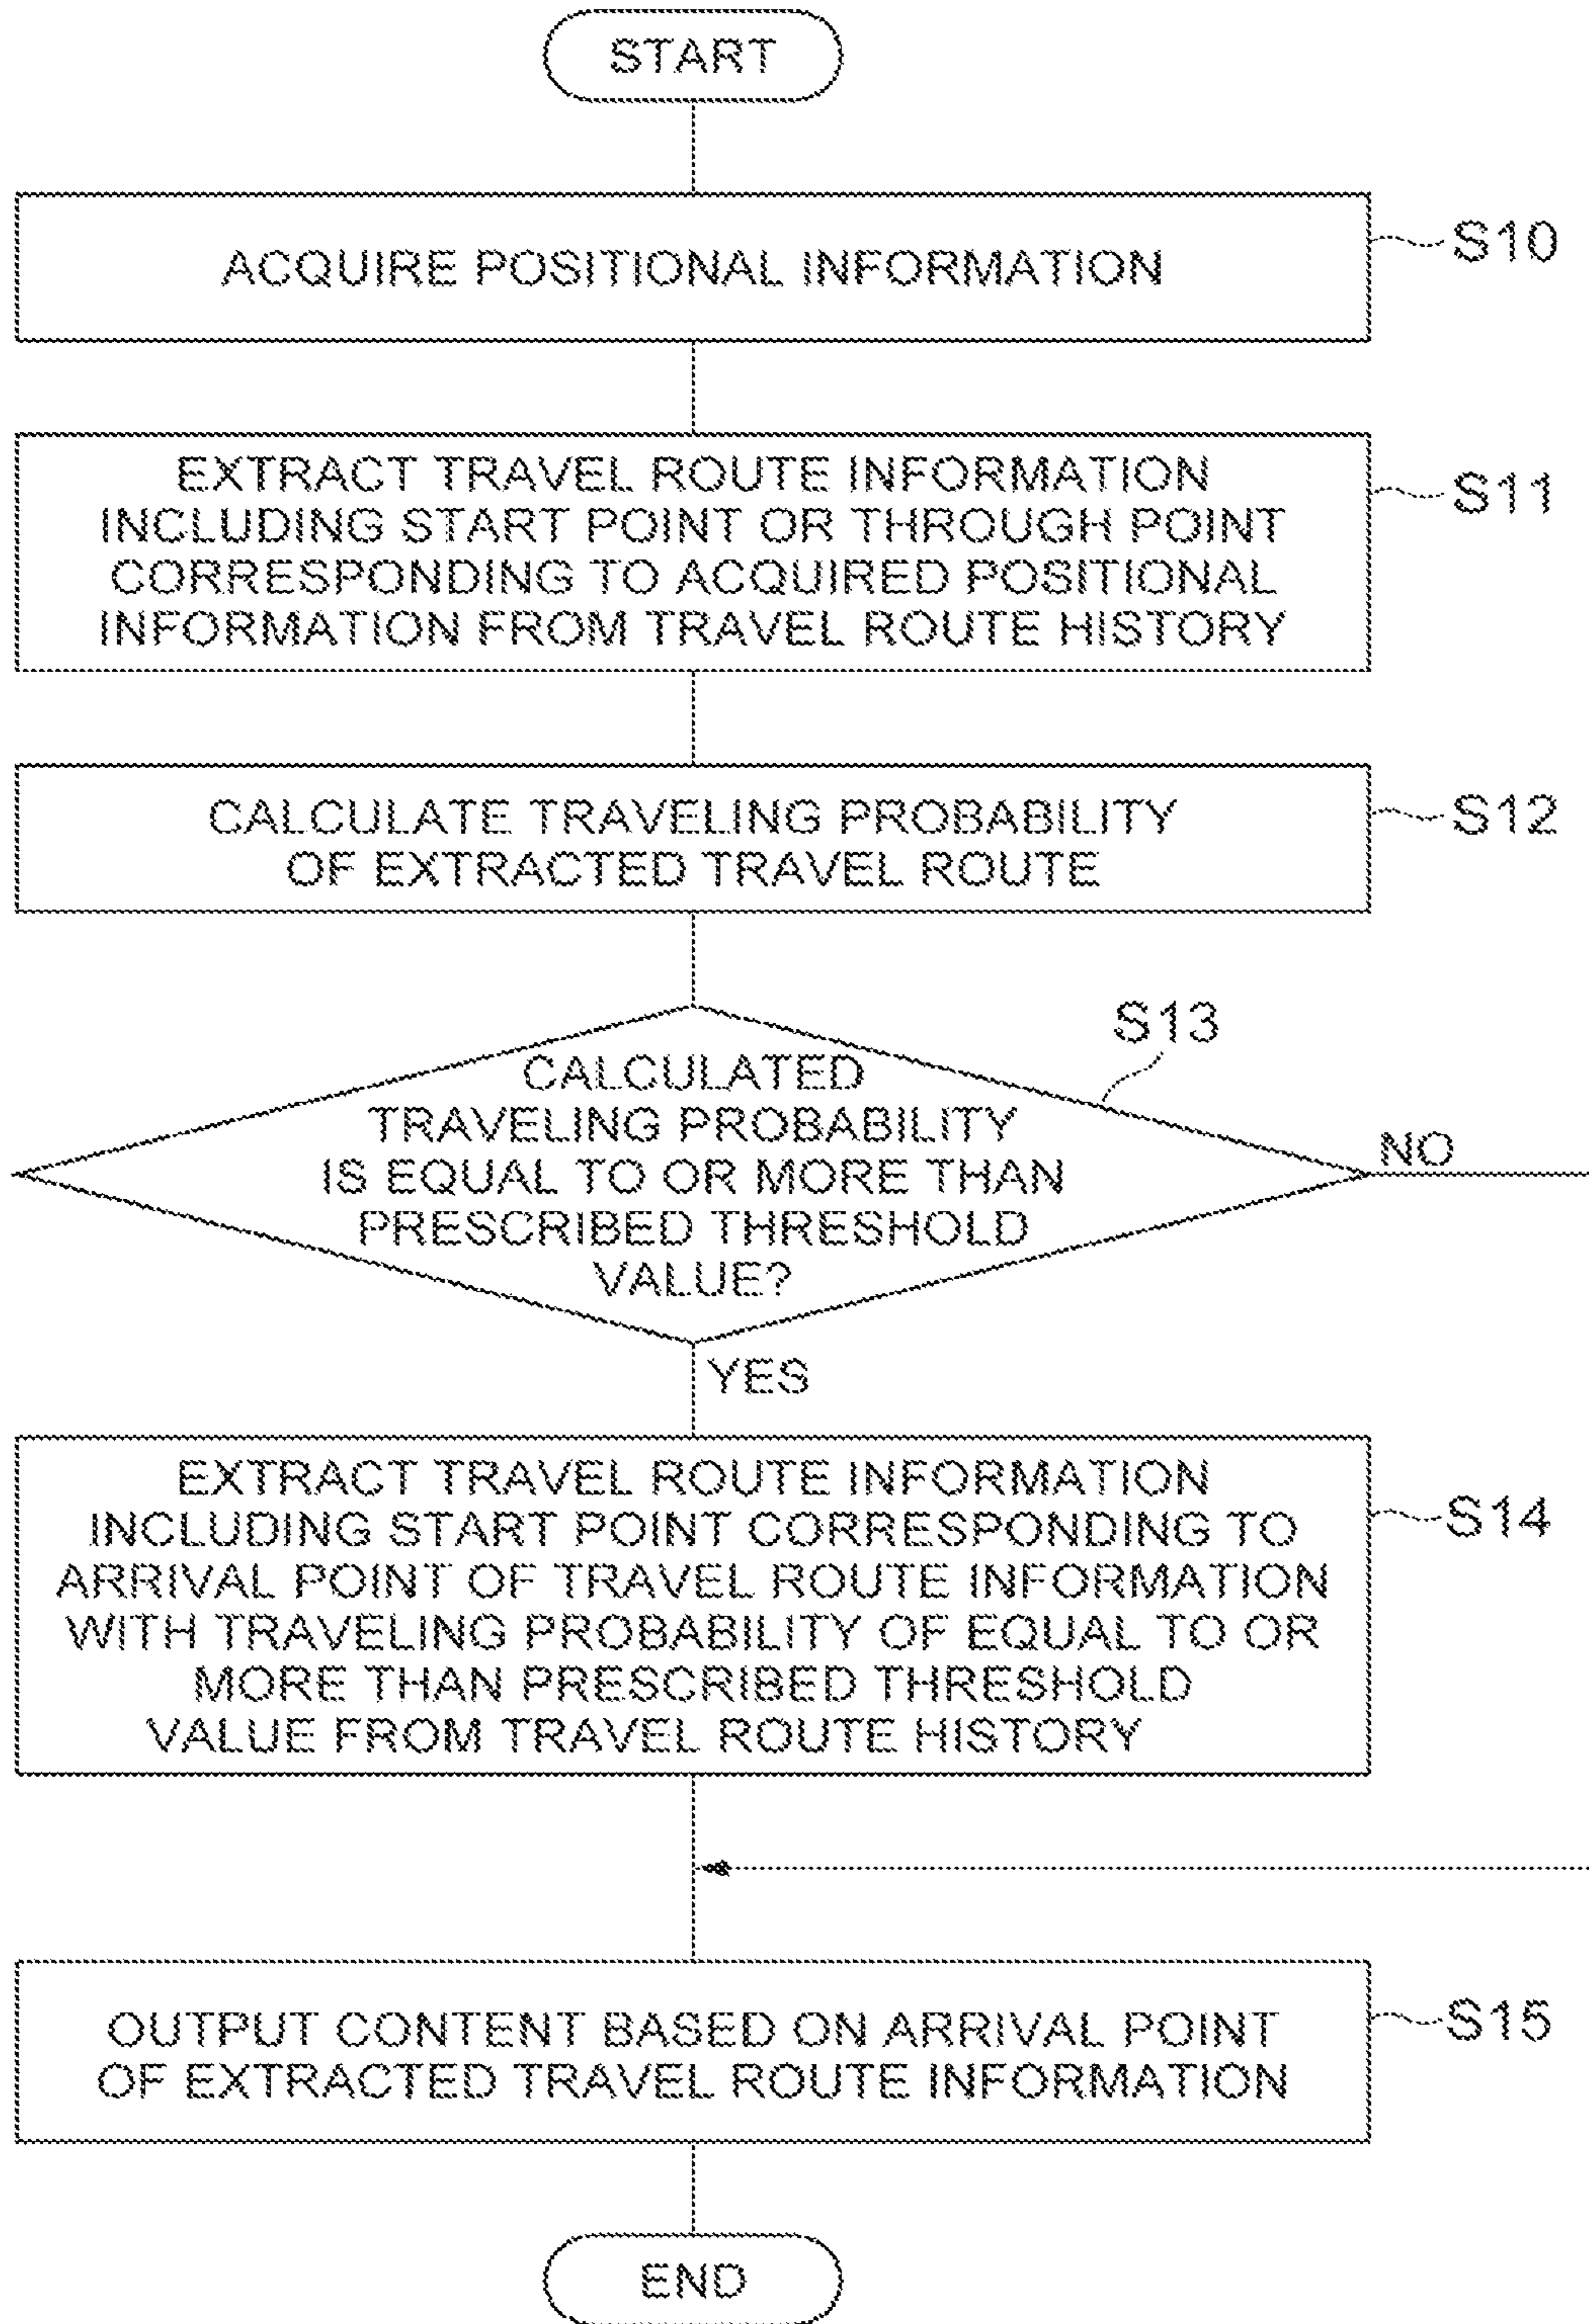 START
ACQUIRE POSITIONAL INFORMATION
S10
EXTRACT TRAVEL ROUTE INFORMATION
INCLUDING START POINT OR THROUGH POINT
CORRESPONDING TO ACQUIRED POSITIONAL
INFORMATION FROM TRAVEL ROUTE HISTORY
S11
CALCULATE TRAVELING PROBABILITY
OF EXTRACTED TRAVEL ROUTE
S12
S13
CALCULATED
TRAVELING PROBABILITY
IS EQUAL TO OR MORE THAN
PRESCRIBED THRESHOLD
VALUE?
NO
YES
EXTRACT TRAVEL ROUTE INFORMATION
INCLUDING START POINT CORRESPONDING TO
ARRIVAL POINT OF TRAVEL ROUTE INFORMATION
WITH TRAVELING PROBABILITY OF EQUAL TO OR
MORE THAN PRESCRIBED THRESHOLD
VALUE FROM TRAVEL ROUTE HISTORY
S14
OUTPUT CONTENT BASED ON ARRIVAL POINT
OF EXTRACTED TRAVEL ROUTE INFORMATION
S15
END